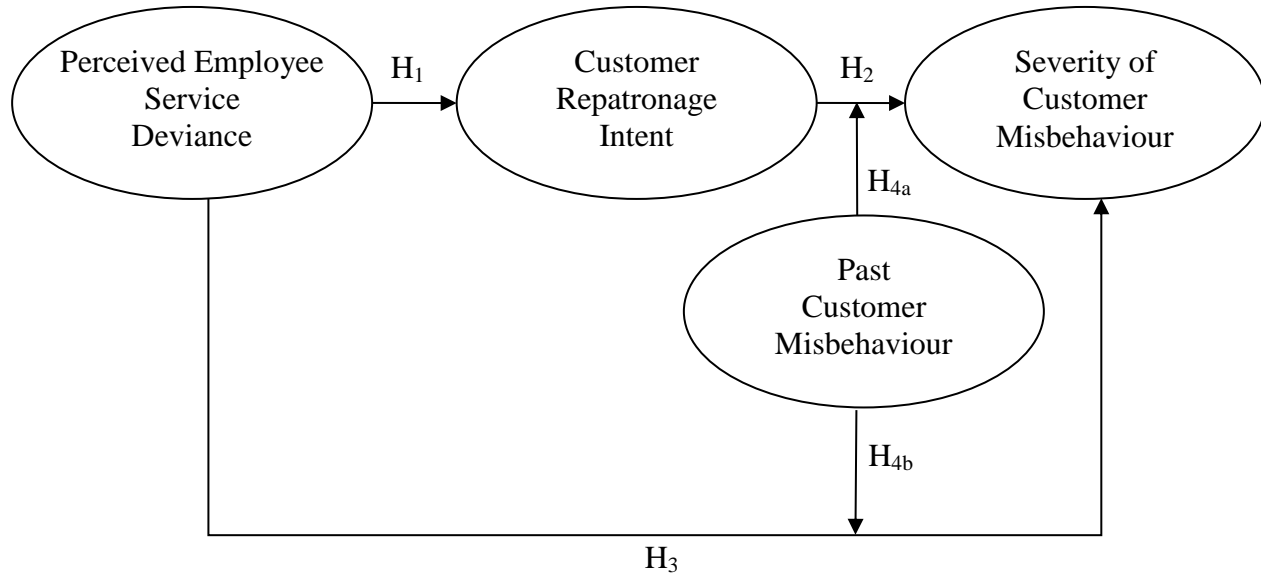 Perceived Employee
Service
Deviance
H₁
Customer
Repatronage
Intent
H₂
Severity of
Customer
Misbehaviour
H₄ₐ
Past
Customer
Misbehaviour
H₄b
H₃